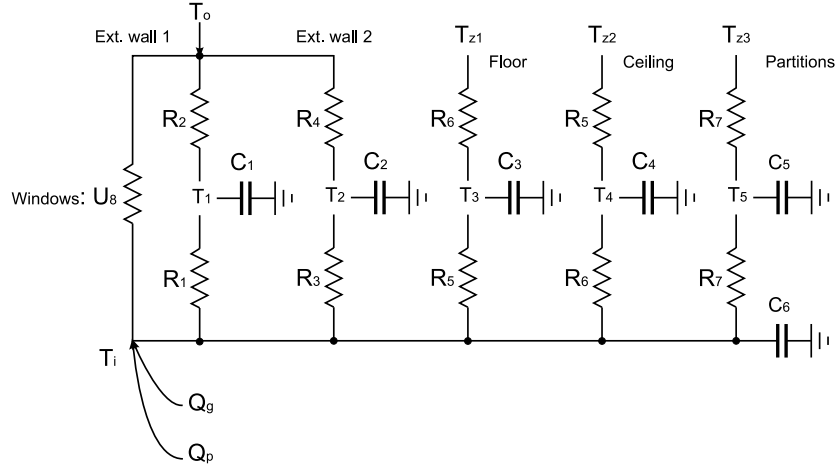 To
Ext. wall 1 Ext. wall 2 Tz1 Tz2 Tz3
Floor Ceiling Partitions
R2 R4 R6 R5 R7
C1 C2 C3 C4 C5
Windows: U8 T1 T2 T3 T4 T5
R1 R3 R5 R6 R7
C6
Ti
Qg
Qp